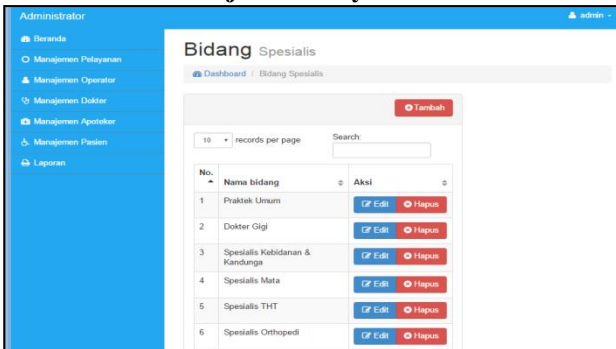 Administrator
admin
Beranda
Manajemen Pelayanan
Manajemen Operator
Manajemen Dokter
Manajemen Apoteker
Manajemen Pasien
Laporan
Bidang Spesialis
Dashboard / Bidang Spesialis
Tambah
10 records per page
Search:
No. Nama bidang Aksi
1 Praktek Umum Edit Hapus
2 Dokter Gigi Edit Hapus
3 Spesialis Kebidanan &
Kandunga Edit Hapus
4 Spesialis Mata Edit Hapus
5 Spesialis THT Edit Hapus
6 Spesialis Orthopedi Edit Hapus